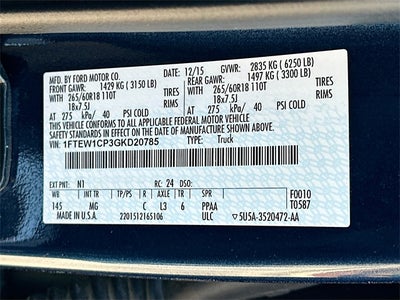 MFD. BY FORD MOTOR CO.
DATE: 12/15 GVWR: 2835 KG ( 6250 LB)
FRONT GAWR: 1429 KG ( 3150 LB) REAR GAWR: 1497 KG ( 3300 LB)
WITH 265/60R18 110T TIRES WITH 265/60R18 110T TIRES
18x7.5J RIMS 18x7.5J RIMS
AT 275 kPa/ 40 PSI COLD AT 275 kPa/ 40 PSI COLD
THIS VEHICLE CONFORMS TO ALL APPLICABLE FEDERAL MOTOR VEHICLE
SAFETY STANDARDS IN EFFECT ON THE DATE OF MANUFACTURE SHOWN ABOVE.
VIN: 1FTEW1CP3GKD20785 TYPE: Truck
EXT PNT: N1 RC: 24 DSO:
WB INT TR TP/PS R AXLE TR SPR F0010
145 MG C L3 6 PPAA T0587
2201512165106 ULC 5U5A-3520472-AA